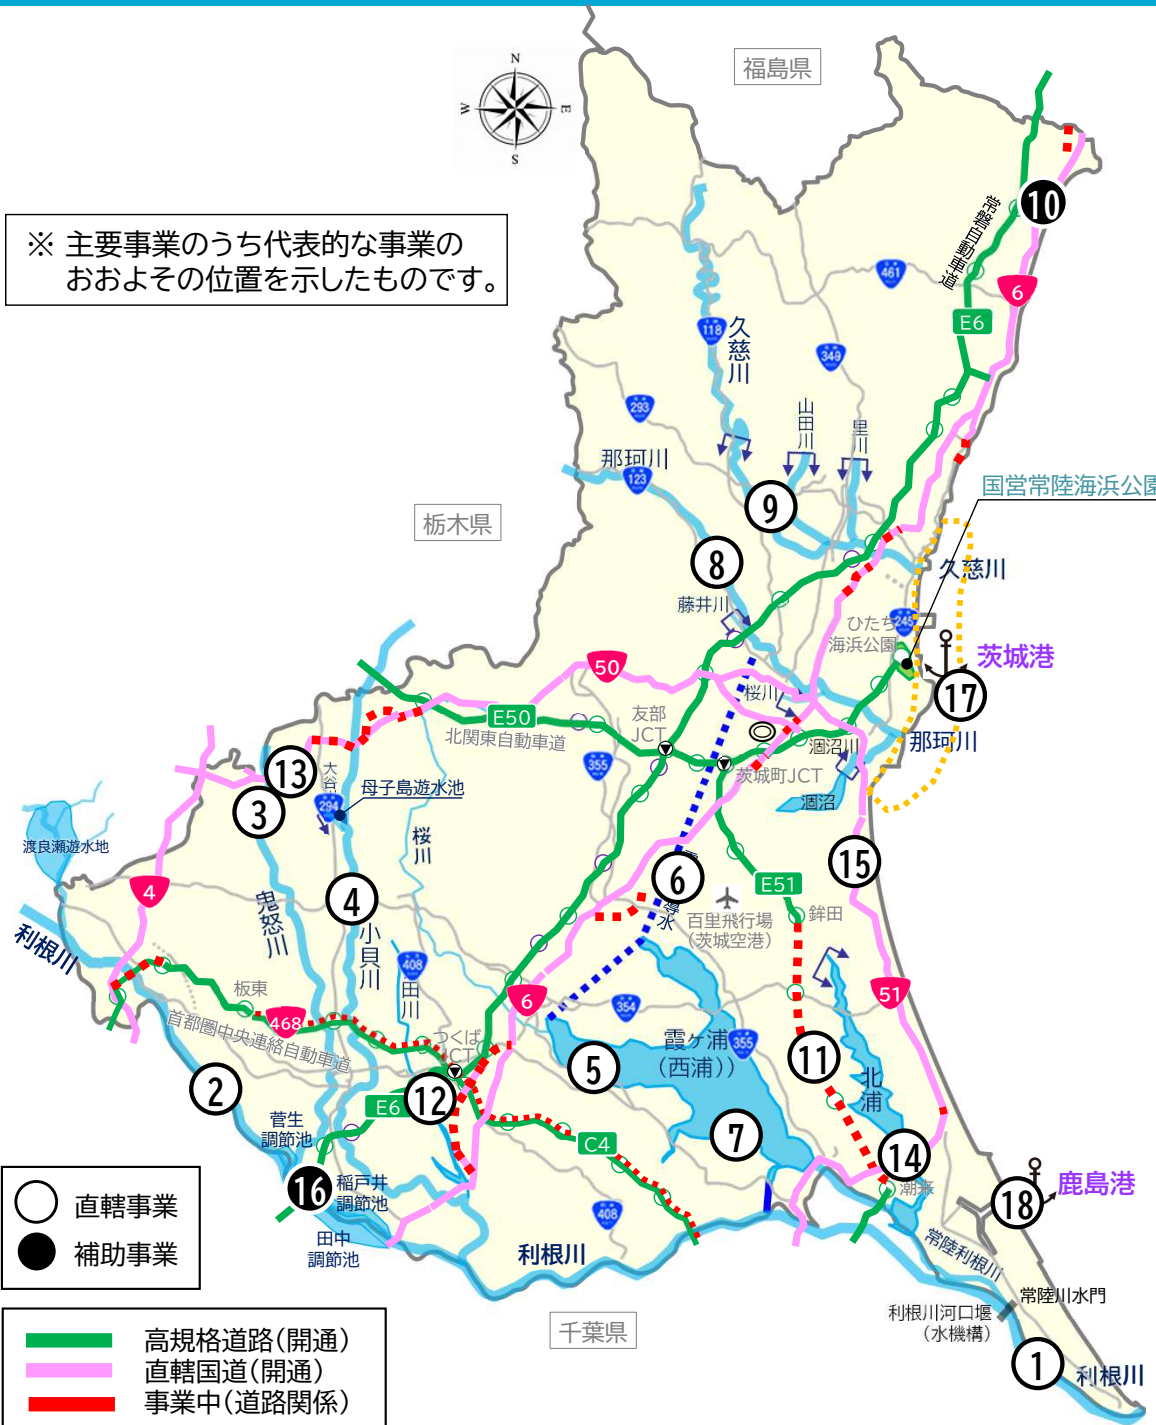 福島県
N
W
E
S
※ 主要事業のうち代表的な事業の
おおよその位置を示したものです。
10
常磐自動車道
461
6
E6
118
久慈川
349
293
山田川
里川
那珂川
123
国営常陸海浜公園
栃木県
9
8
久慈川
藤井川
ひたち
海浜公園
245
茨城港
50
桜川
17
E50
北関東自動車道
友部
JCT
那珂川
涸沼川
355
茨城町JCT
13
大谷川
294
母子島遊水池
涸沼
3
渡良瀬遊水地
桜川
15
6
E51
4
4
鬼怒川
小貝川
導水
百里飛行場
(茨城空港)
鉾田
利根川
408
田川
板東
468
首都圏中央連絡自動車道
6
354
51
つくば
JCT
霞ヶ浦
(西浦))
355
5
11
北浦
2
12
E6
菅生
調節池
C4
7
14
16
稲戸井
調節池
潮来
18
鹿島港
直轄事業
補助事業
408
田中
調節池
利根川
常陸利根川
常陸川水門
利根川河口堰
(水機構)
千葉県
1
利根川
高規格道路(開通)
直轄国道(開通)
事業中(道路関係)